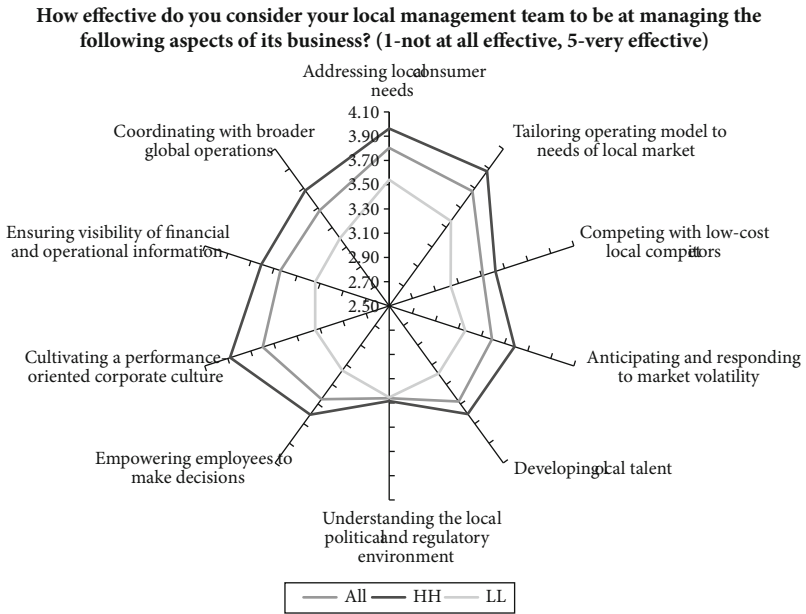 How effective do you consider your local management team to be at managing the
following aspects of its business? (1-not at all effective, 5-very effective)
Addressing local consumer
needs
Coordinating with broader
global operations
Tailoring operating model to
needs of local market
4.10
3.90
3.70
3.50
3.30
3.10
2.90
2.70
2.50
Ensuring visibility of financial
and operational information
Competing with low-cost
local competitors
Cultivating a performance-
oriented corporate culture
Anticipating and responding
to market volatility
Empowering employees to
make decisions
Developing local talent
Understanding the local
political and regulatory
environment
All HH LL